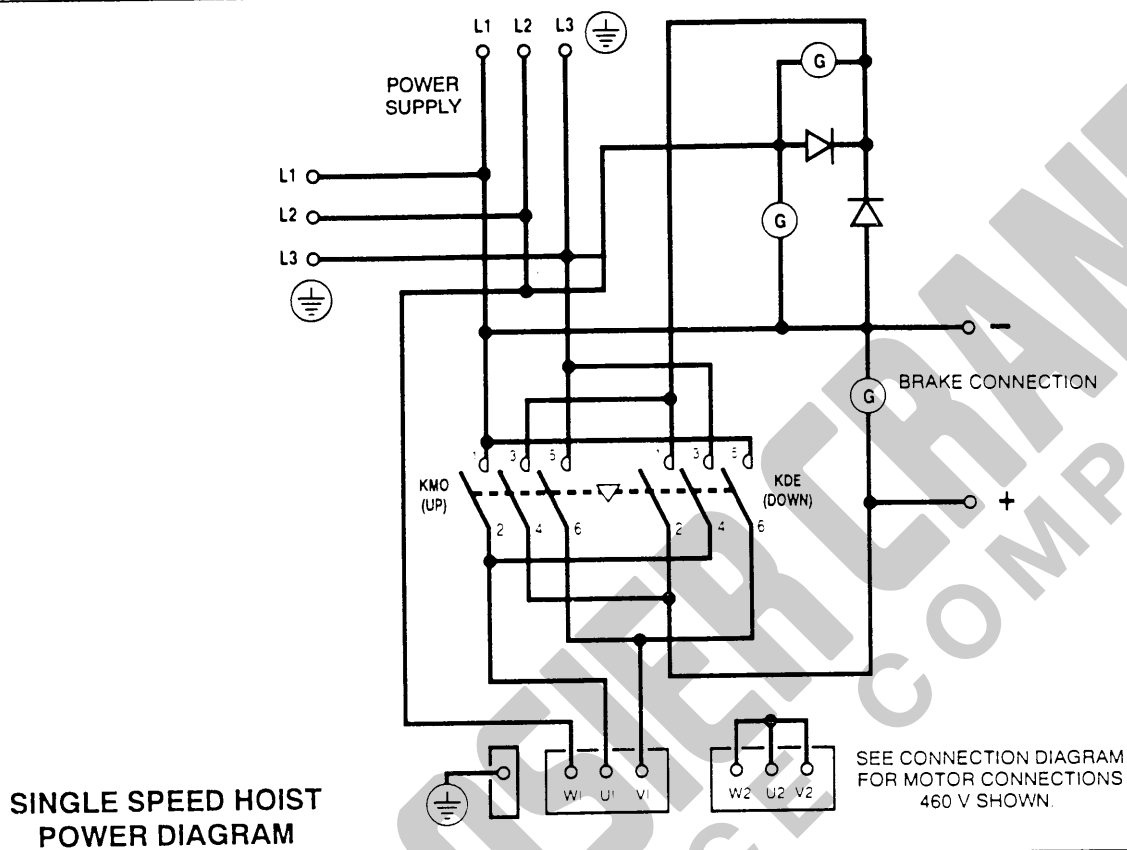 L1 L2 L3
POWER
SUPPLY
G
L1
G
L2
L3
−
BRAKE CONNECTION
G
1 3 5 1 3 5
KMO
(UP)
KDE
(DOWN)
+
2 4 6 2 4 6
W1 U1 V1
W2 U2 V2
SEE CONNECTION DIAGRAM
FOR MOTOR CONNECTIONS
460 V SHOWN.
SINGLE SPEED HOIST
POWER DIAGRAM